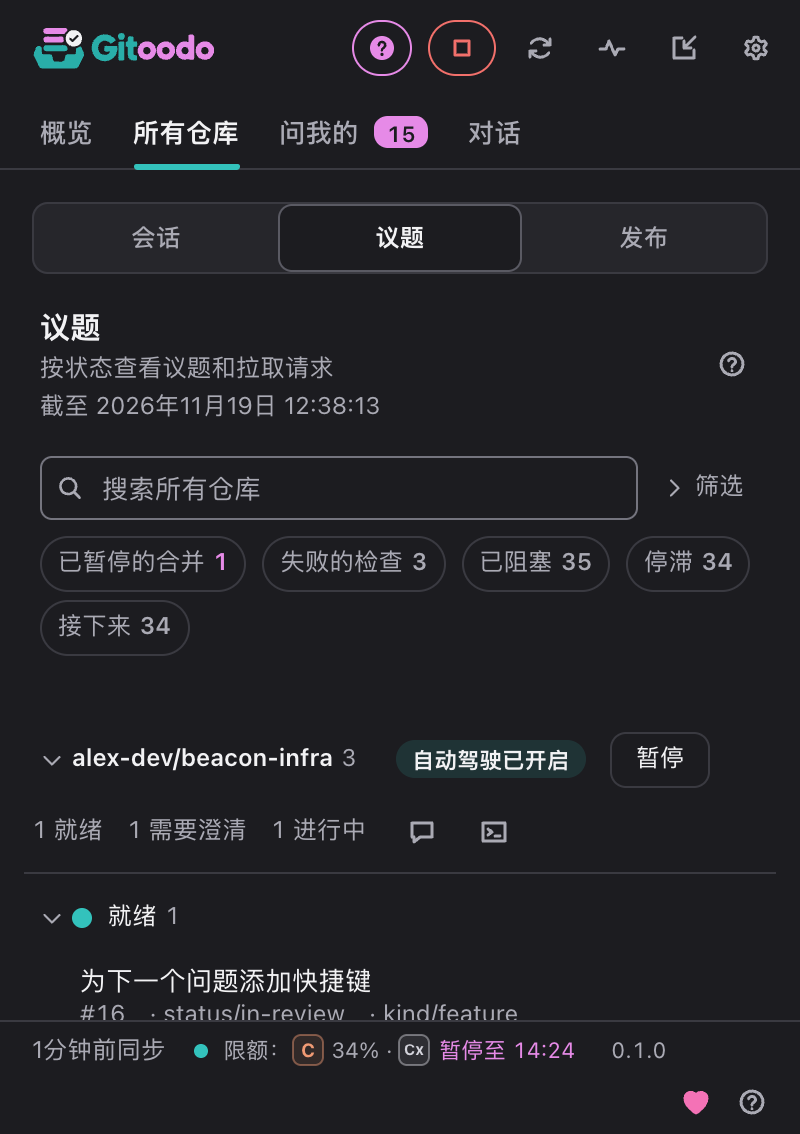 Gitoodo
概览 所有仓库 问我的 15 对话
会话 议题 发布
议题
按状态查看议题和拉取请求
截至 2026年11月19日 12:38:13
搜索所有仓库 筛选
已暂停的合并 1 失败的检查 3 已阻塞 35 停滞 34
接下来 34
alex-dev/beacon-infra 3 自动驾驶已开启 暂停
1 就绪 1 需要澄清 1 进行中
就绪 1
为下一个问题添加快捷键
#16 · status/in-review · kind/feature
1分钟前同步 限额: C 34% · Cx 暂停至 14:24 0.1.0